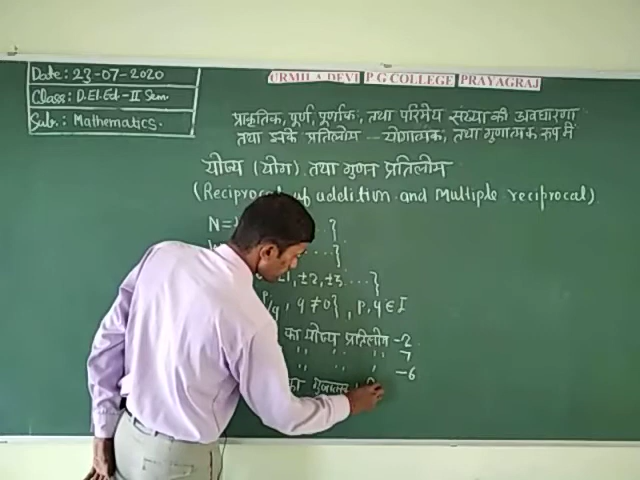 Date: 23-07-2020
Class: D.El.Ed-II Sem.
Sub.: Mathematics.
URMILA DEVI P G COLLEGE PRAYAGRAJ
प्राकृतिक, पूर्ण, पूर्णांक, तथा परिमेय संख्या की अवधारणा
तथा इनके प्रतिलोम - योगात्मक, तथा गुणात्मक रूप में
योज्य (योग) तथा गुणन प्रतिलोम
(Reciprocal of addition and Multiple reciprocal)
N=
....}
±2, ±3....}
P/q, q ≠ 0}, P, q ∈ I
का योज्य प्रतिलोम -2
" " " 7
" " " -6
का